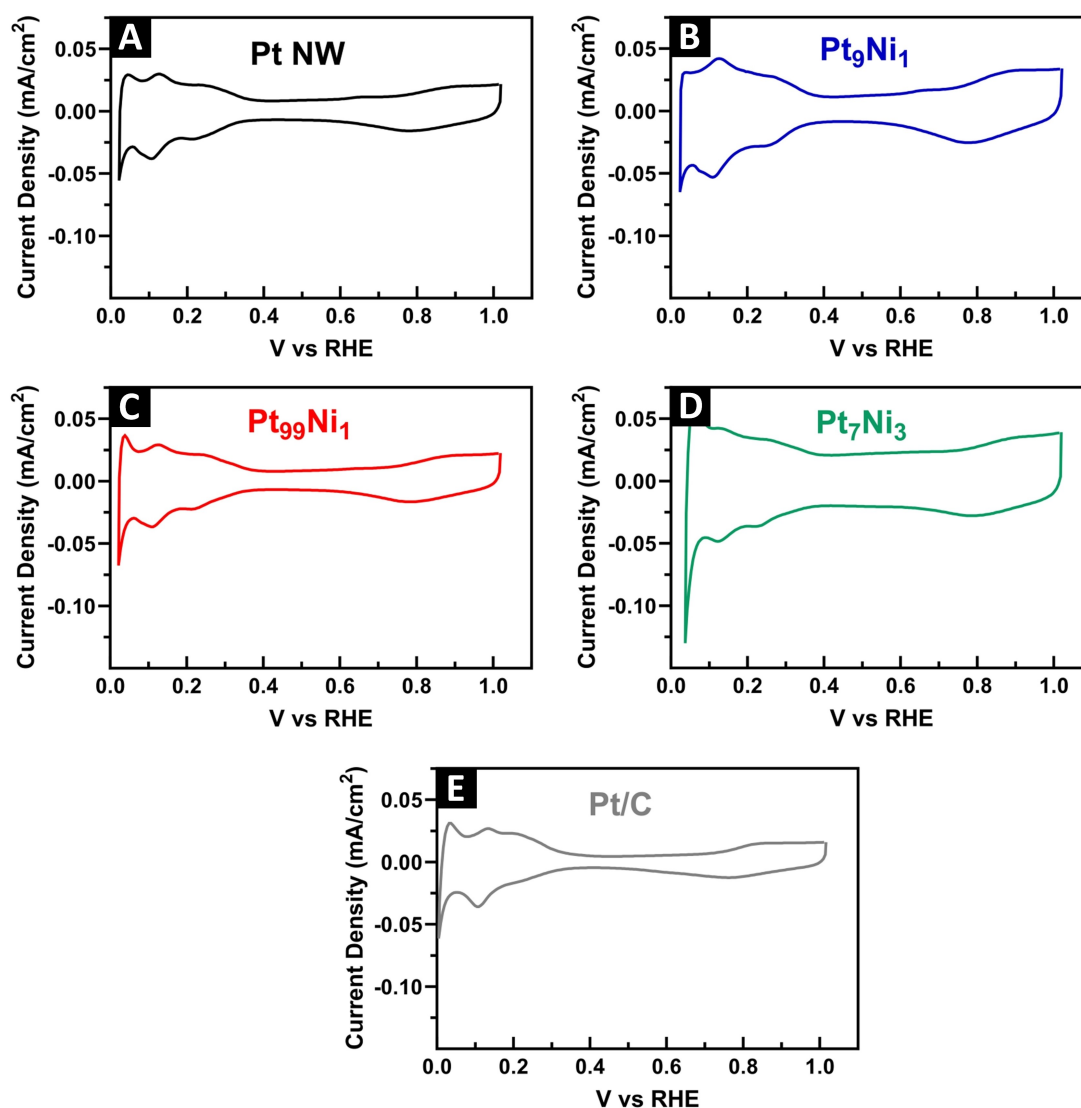 A
Pt NW
Current Density (mA/cm²)
0.05
0.00
-0.05
-0.10
0.0 0.2 0.4 0.6 0.8 1.0
V vs RHE
B
Pt₉Ni₁
Current Density (mA/cm²)
0.05
0.00
-0.05
-0.10
0.0 0.2 0.4 0.6 0.8 1.0
V vs RHE
C
Pt₉₉Ni₁
Current Density (mA/cm²)
0.05
0.00
-0.05
-0.10
0.0 0.2 0.4 0.6 0.8 1.0
V vs RHE
D
Pt₇Ni₃
Current Density (mA/cm²)
0.05
0.00
-0.05
-0.10
0.0 0.2 0.4 0.6 0.8 1.0
V vs RHE
E
Pt/C
Current Density (mA/cm²)
0.05
0.00
-0.05
-0.10
0.0 0.2 0.4 0.6 0.8 1.0
V vs RHE